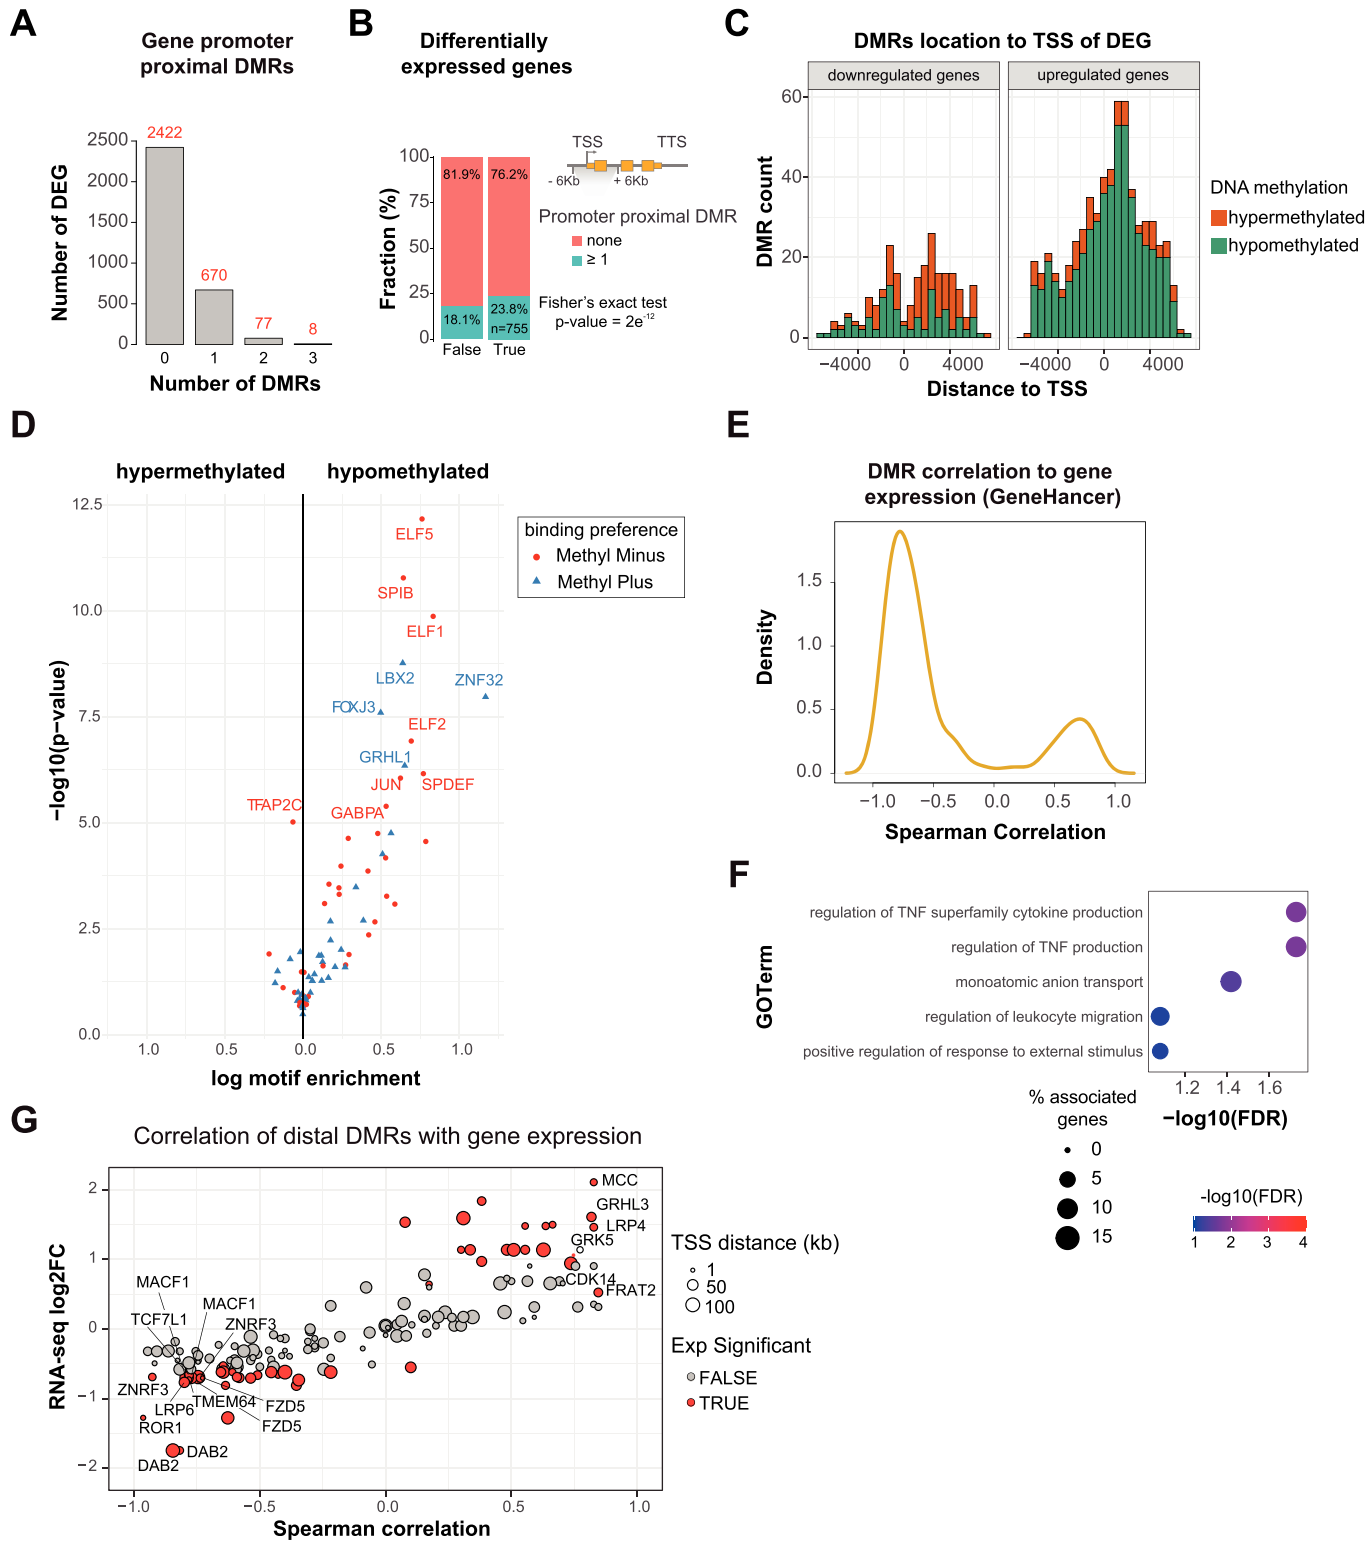 A
Gene promoter
proximal DMRs
Number of DEG
2500
2000
1500
1000
500
0
2422
670
77
8
0
1
2
3
Number of DMRs
B
Differentially
expressed genes
Fraction (%)
100
75
50
25
0
81.9%
76.2%
18.1%
23.8%
n=755
False
True
TSS
TTS
- 6Kb
+ 6Kb
Promoter proximal DMR
none
≥ 1
Fisher's exact test
p-value = 2e-12
C
DMRs location to TSS of DEG
downregulated genes
upregulated genes
DMR count
60
40
20
0
−4000
0
4000
−4000
0
4000
Distance to TSS
DNA methylation
hypermethylated
hypomethylated
D
hypermethylated
hypomethylated
−log10(p−value)
12.5
10.0
7.5
5.0
2.5
0.0
ELF5
SPIB
ELF1
LBX2
ZNF32
FOXJ3
ELF2
GRHL1
JUN
SPDEF
TFAP2C
GABPA
1.0
0.5
0.0
0.5
1.0
log motif enrichment
binding preference
Methyl Minus
Methyl Plus
E
DMR correlation to gene
expression (GeneHancer)
Density
1.5
1.0
0.5
0.0
−1.0
−0.5
0.0
0.5
1.0
Spearman Correlation
F
GOTerm
regulation of TNF superfamily cytokine production
regulation of TNF production
monoatomic anion transport
regulation of leukocyte migration
positive regulation of response to external stimulus
1.2
1.4
1.6
−log10(FDR)
% associated
genes
0
5
10
15
-log10(FDR)
1
2
3
4
G
Correlation of distal DMRs with gene expression
RNA-seq log2FC
2
1
0
−1
−2
MCC
GRHL3
LRP4
GRK5
CDK14
FRAT2
MACF1
TCF7L1
MACF1
ZNRF3
ZNRF3
LRP6
TMEM64
FZD5
ROR1
FZD5
DAB2
DAB2
−1.0
−0.5
0.0
0.5
1.0
Spearman correlation
TSS distance (kb)
1
50
100
Exp Significant
FALSE
TRUE